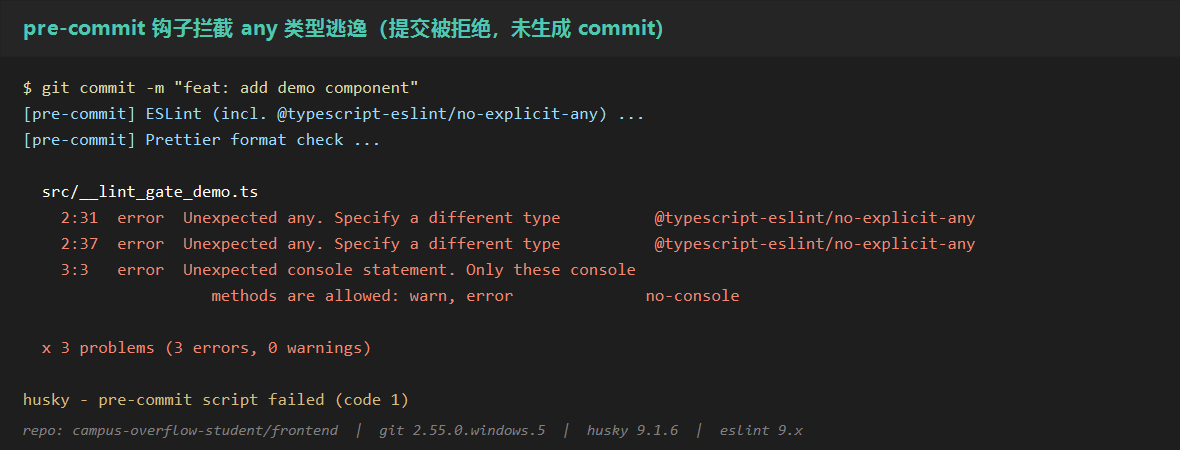 pre-commit 钩子拦截 any 类型逃逸（提交被拒绝，未生成 commit）
$ git commit -m "feat: add demo component"
[pre-commit] ESLint (incl. @typescript-eslint/no-explicit-any) ...
[pre-commit] Prettier format check ...
src/__lint_gate_demo.ts
2:31 error Unexpected any. Specify a different type @typescript-eslint/no-explicit-any
2:37 error Unexpected any. Specify a different type @typescript-eslint/no-explicit-any
3:3 error Unexpected console statement. Only these console
methods are allowed: warn, error no-console
x 3 problems (3 errors, 0 warnings)
husky - pre-commit script failed (code 1)
repo: campus-overflow-student/frontend | git 2.55.0.windows.5 | husky 9.1.6 | eslint 9.x